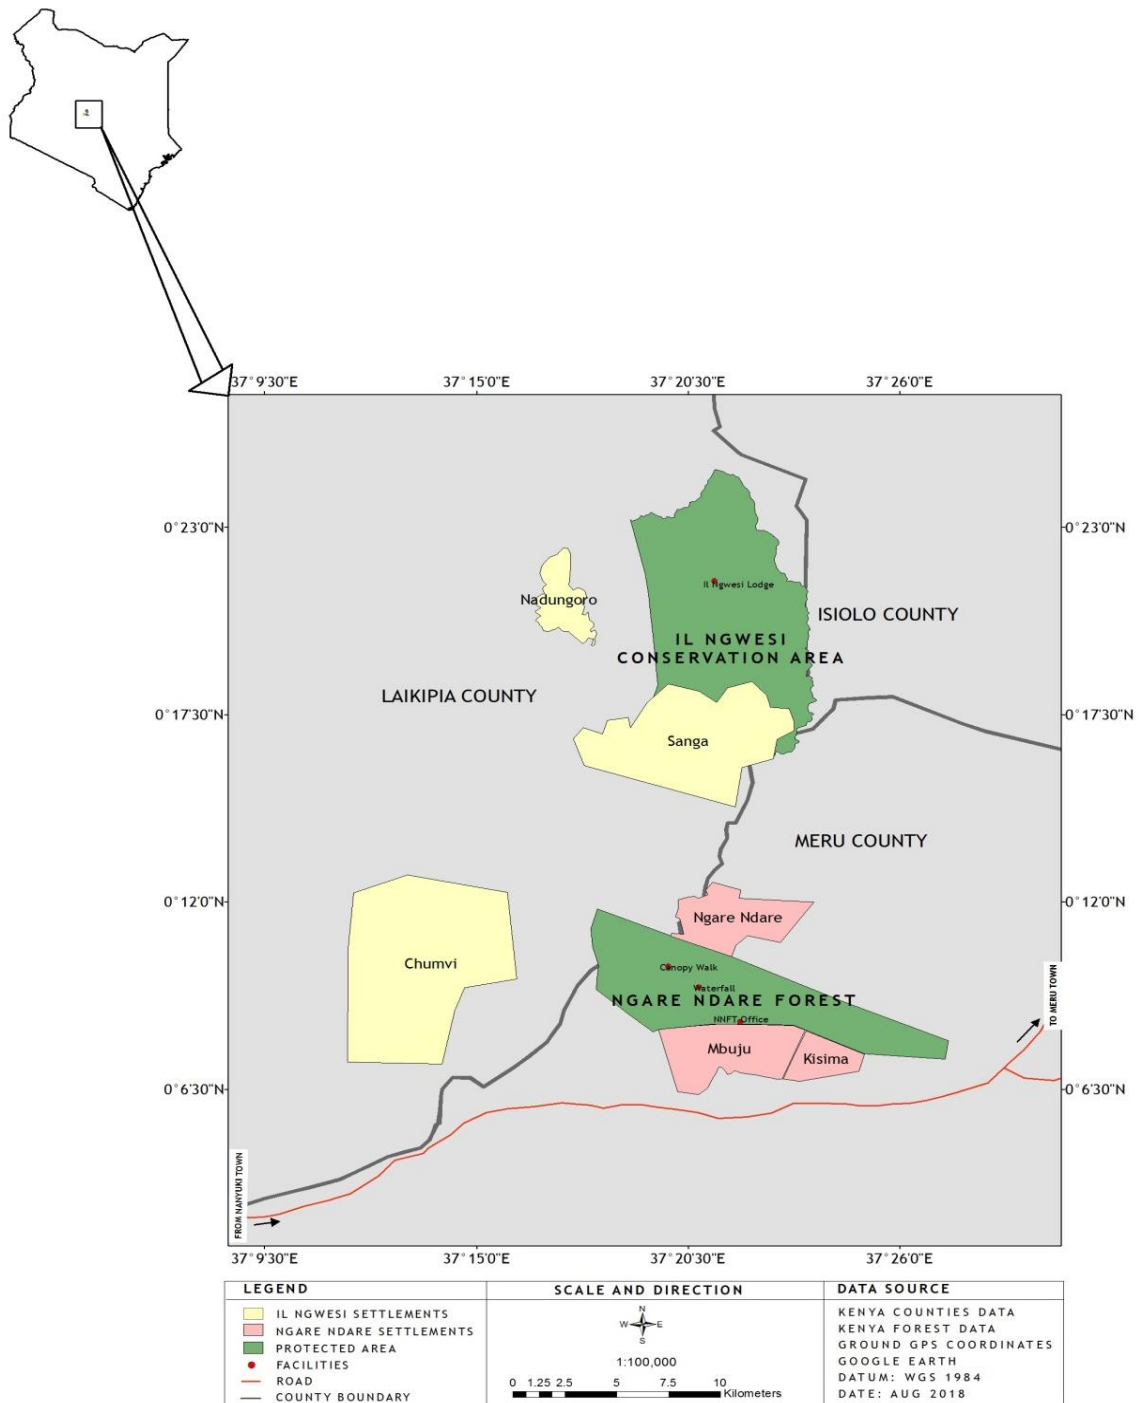 37°9'30"E 37°15'0"E 37°20'30"E 37°26'0"E
0°23'0"N 0°23'0"N
Il Ngwesi Lodge
Nadungoro
ISIOLO COUNTY
IL NGWESI
CONSERVATION AREA
LAIKIPIA COUNTY
0°17'30"N 0°17'30"N
Sanga
MERU COUNTY
0°12'0"N 0°12'0"N
Ngare Ndare
Chumvi
Canopy Walk
Waterfall
NGARE NDARE FOREST
NNFT Office
TO MERU TOWN
Mbuju
Kisima
0°6'30"N 0°6'30"N
FROM NANYUKI TOWN
37°9'30"E 37°15'0"E 37°20'30"E 37°26'0"E
LEGEND
IL NGWESI SETTLEMENTS
NGARE NDARE SETTLEMENTS
PROTECTED AREA
FACILITIES
ROAD
COUNTY BOUNDARY
SCALE AND DIRECTION
N
W E
S
1:100,000
0 1.25 2.5 5 7.5 10
Kilometers
DATA SOURCE
KENYA COUNTIES DATA
KENYA FOREST DATA
GROUND GPS COORDINATES
GOOGLE EARTH
DATUM: WGS 1984
DATE: AUG 2018